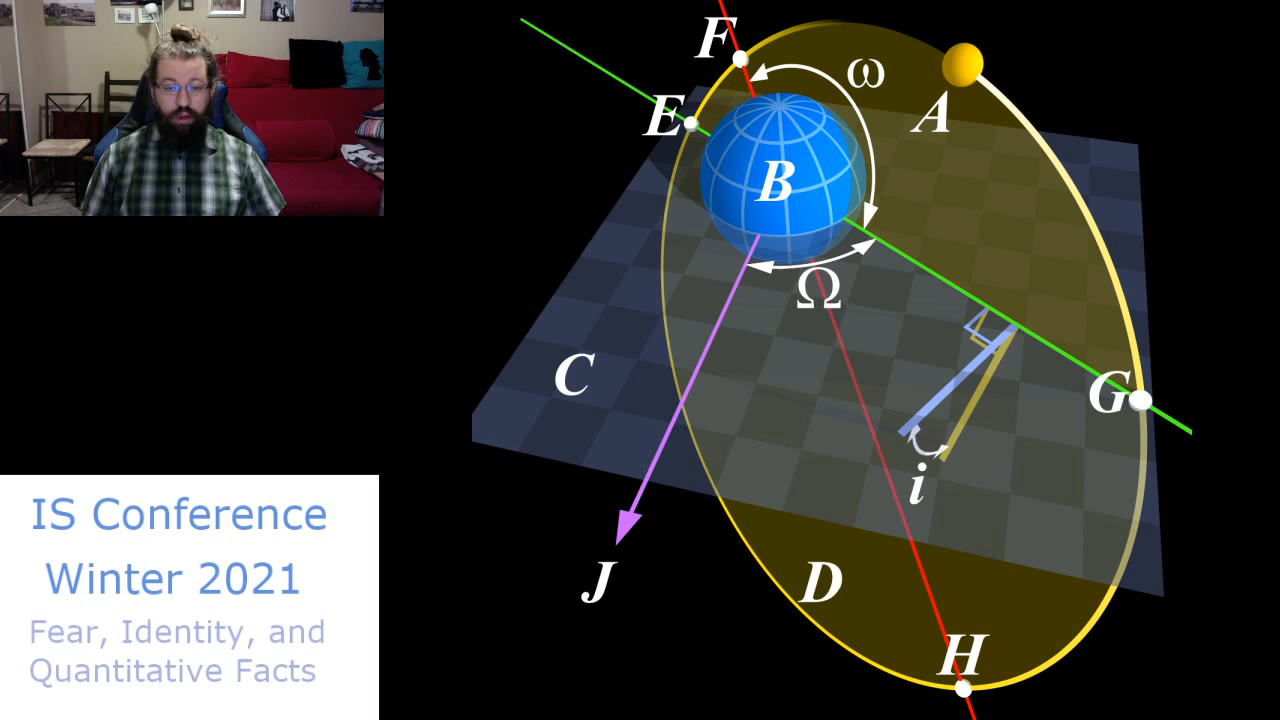 F
ω
A
E
B
Ω
C
G
i
J
D
H
IS Conference
Winter 2021
Fear, Identity, and
Quantitative Facts